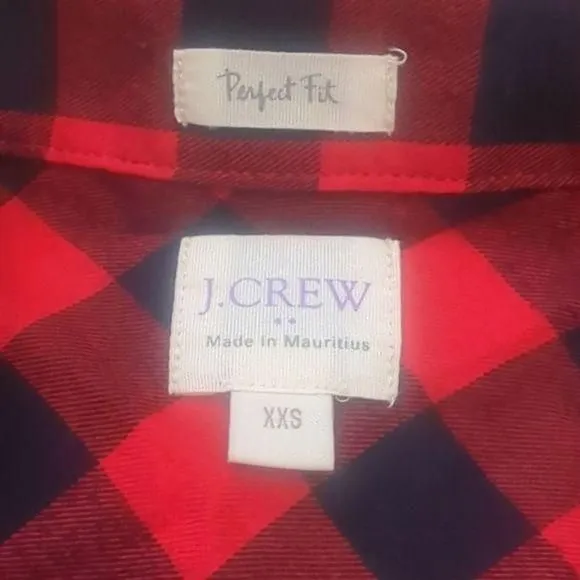 Perfect Fit
J.CREW
Made in Mauritius
XXS